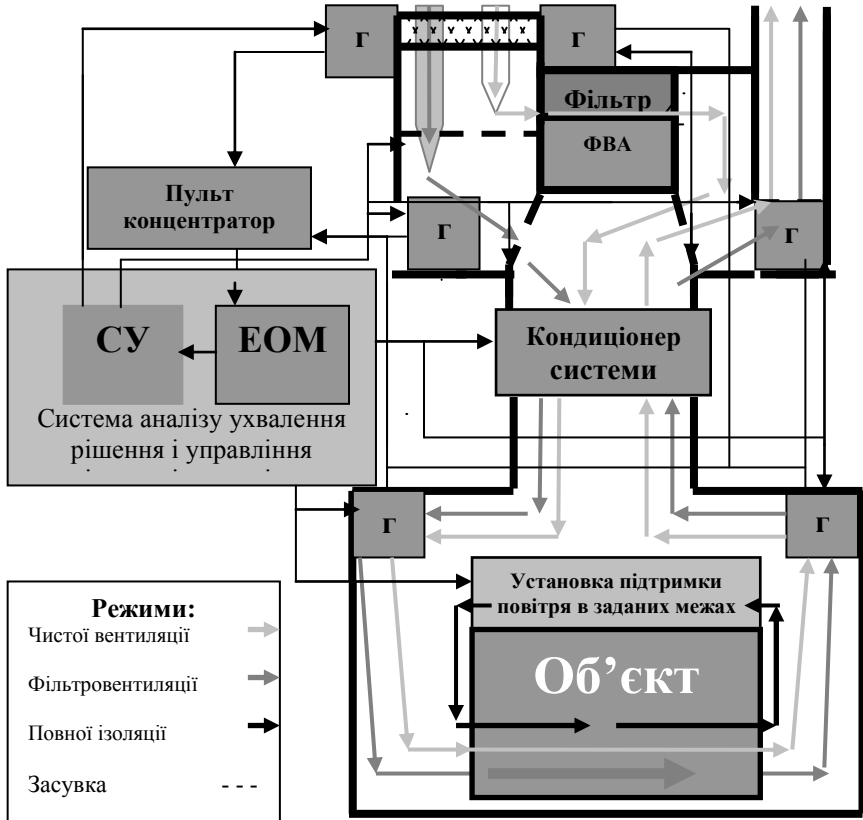 Г
Г
Фільтр
ФВА
Пульт
концентратор
Г
Г
СУ
ЕОМ
Кондиціонер
системи
Система аналізу ухвалення
рішення і управління
Г
Г
Установка підтримки
повітря в заданих межах
Об’єкт
Режими:
Чистої вентиляції
Фільтровентиляції
Повної ізоляції
Засувка